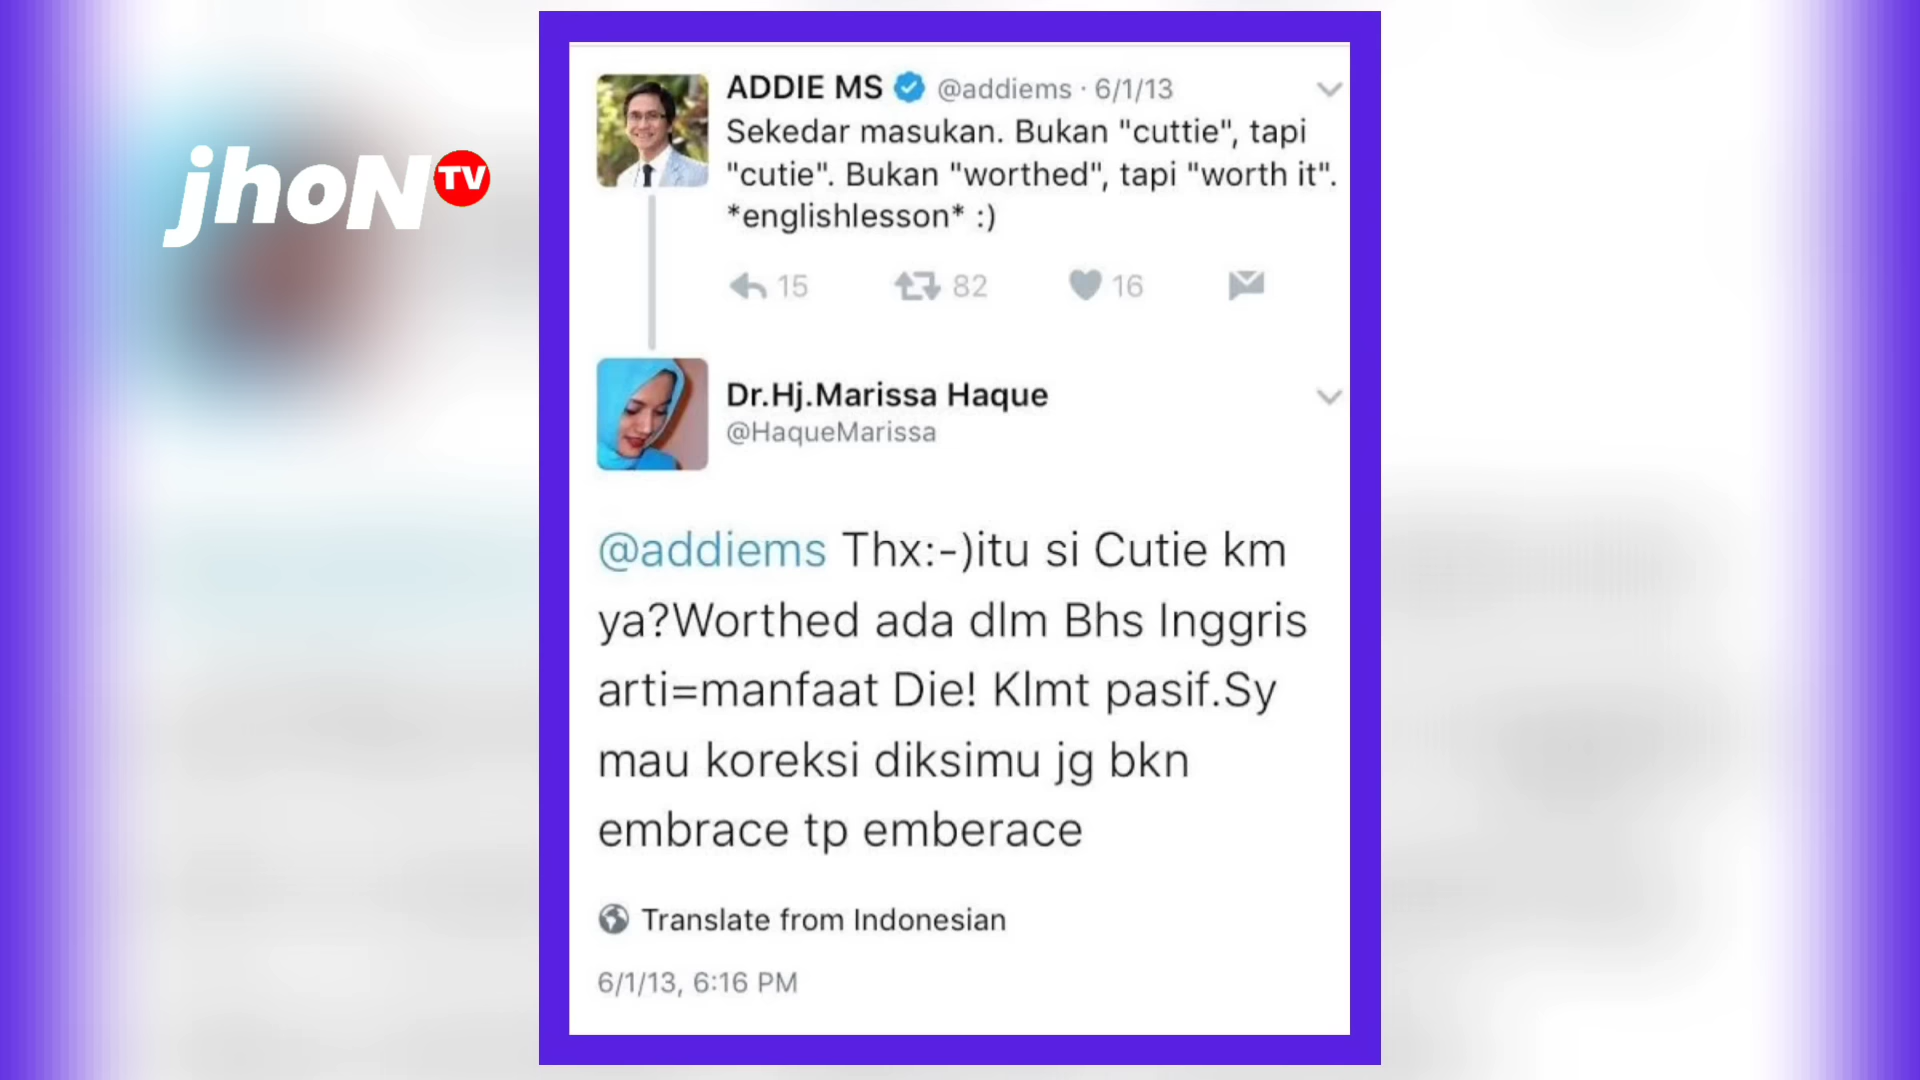 jhoN TV
ADDIE MS @addiems · 6/1/13
Sekedar masukan. Bukan "cuttie", tapi
"cutie". Bukan "worthed", tapi "worth it".
*englishlesson* :)
15 82 16
Dr.Hj.Marissa Haque
@HaqueMarissa
@addiems Thx:-)itu si Cutie km
ya?Worthed ada dlm Bhs Inggris
arti=manfaat Die! Klmt pasif.Sy
mau koreksi diksimu jg bkn
embrace tp emberace
Translate from Indonesian
6/1/13, 6:16 PM